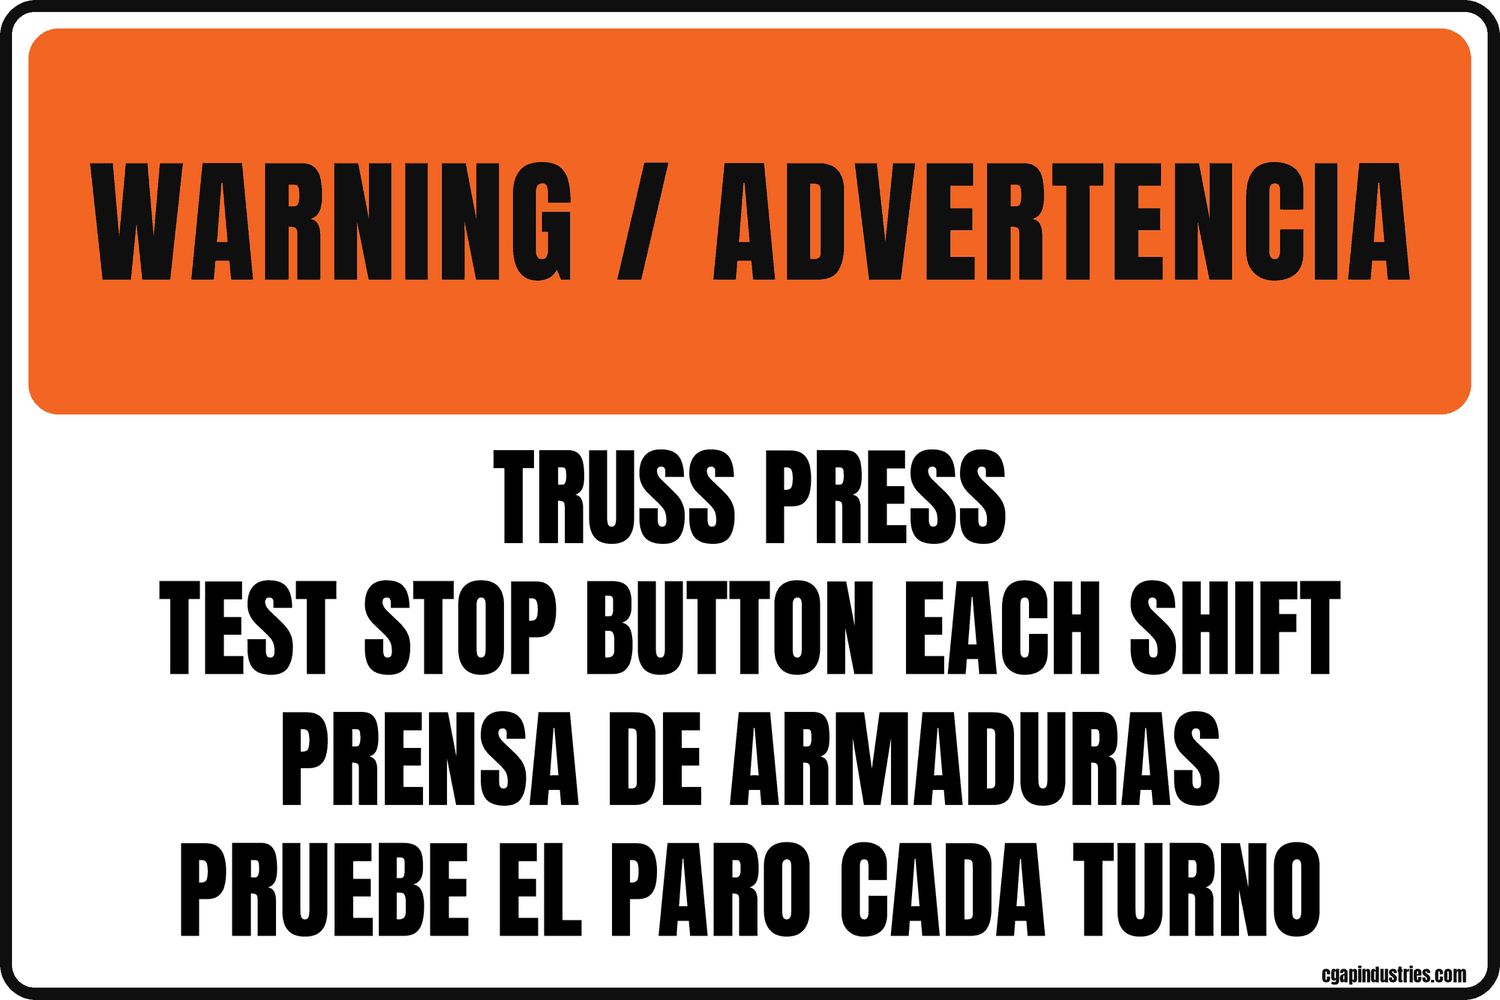 WARNING / ADVERTENCIA
TRUSS PRESS
TEST STOP BUTTON EACH SHIFT
PRENSA DE ARMADURAS
PRUEBE EL PARO CADA TURNO
cgapindustries.com